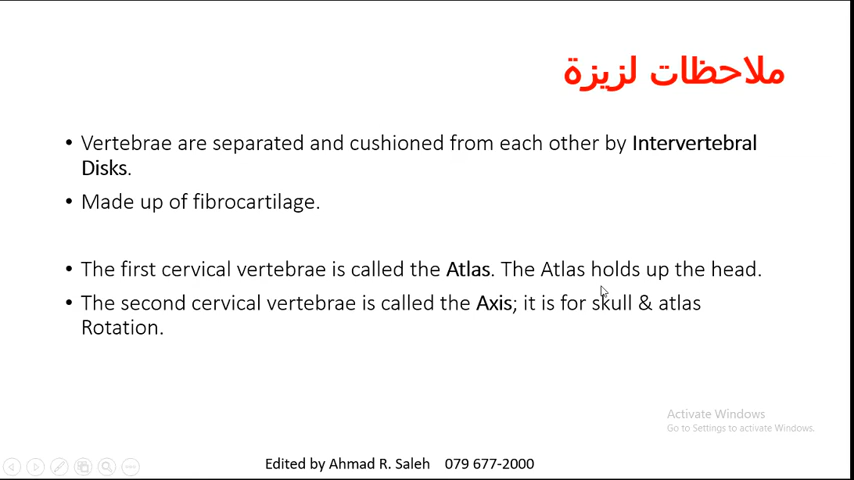 ملاحظات لزيزة
• Vertebrae are separated and cushioned from each other by Intervertebral
Disks.
• Made up of fibrocartilage.
• The first cervical vertebrae is called the Atlas. The Atlas holds up the head.
• The second cervical vertebrae is called the Axis; it is for skull & atlas
Rotation.
Activate Windows
Go to Settings to activate Windows.
Edited by Ahmad R. Saleh 079 677-2000